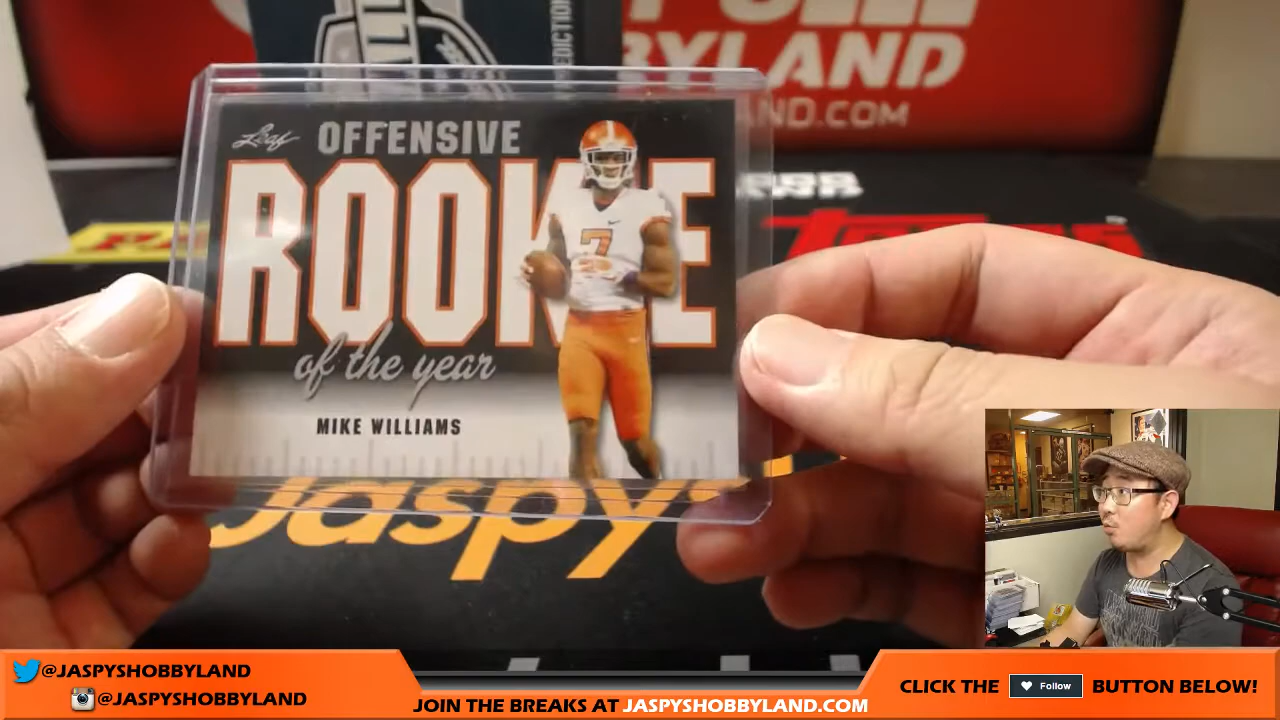 BYLAND
ND.COM
Leaf OFFENSIVE
ROOKIE
of the year
MIKE WILLIAMS
7
Jaspy's
@JASPYSHOBBYLAND
@JASPYSHOBBYLAND
JOIN THE BREAKS AT JASPYSHOBBYLAND.COM
CLICK THE Follow BUTTON BELOW!